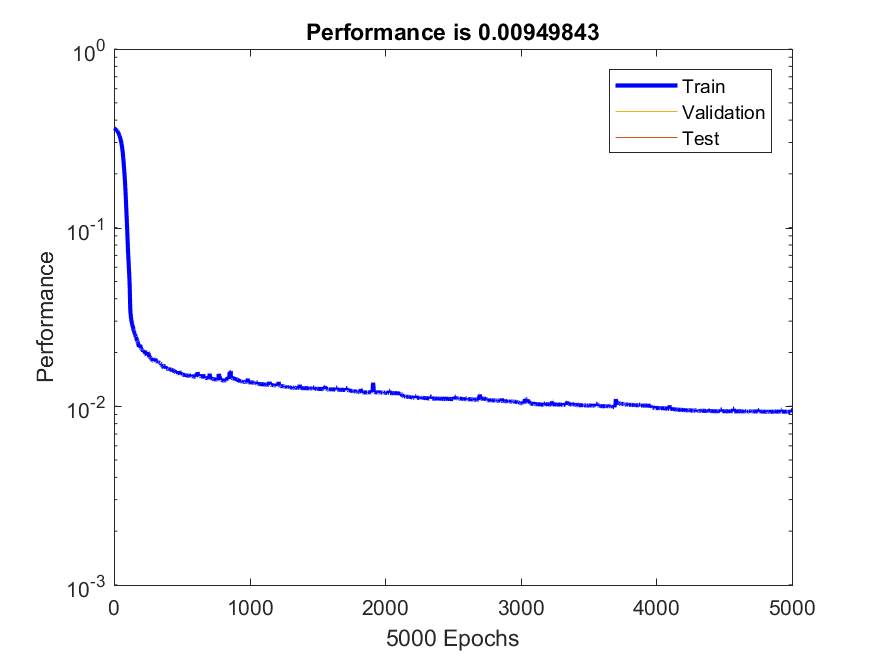 Performance is 0.00949843
10^0
10^-1
10^-2
10^-3
Performance
Train
Validation
Test
0 1000 2000 3000 4000 5000
5000 Epochs